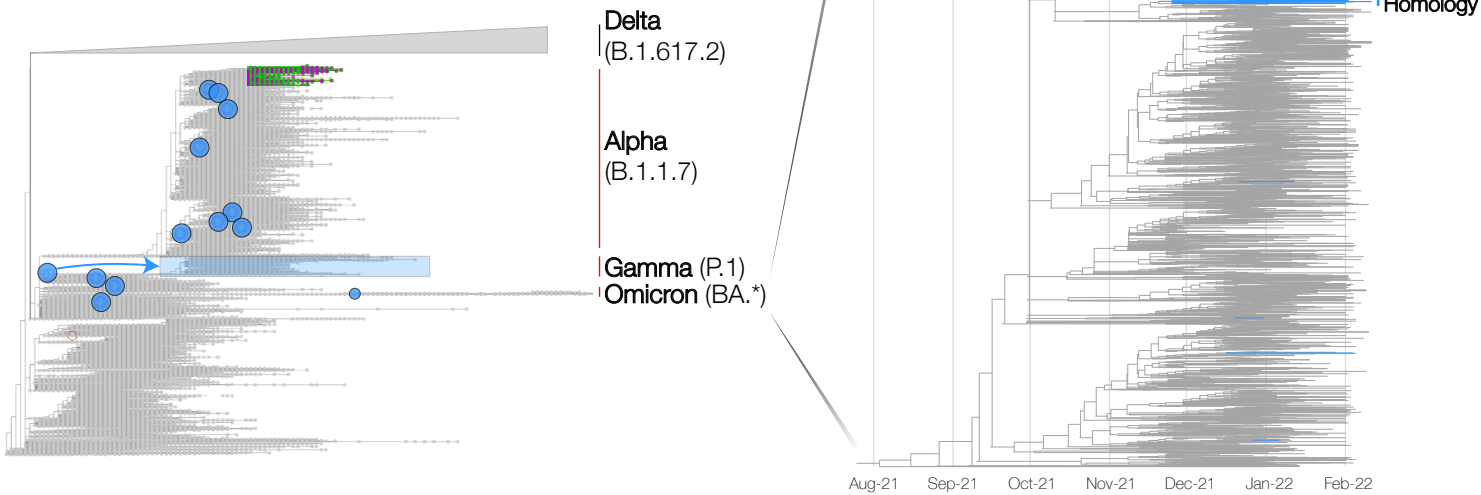 Delta
(B.1.617.2)
Alpha
(B.1.1.7)
Gamma (P.1)
Omicron (BA.*)
Homology
Aug-21 Sep-21 Oct-21 Nov-21 Dec-21 Jan-22 Feb-22